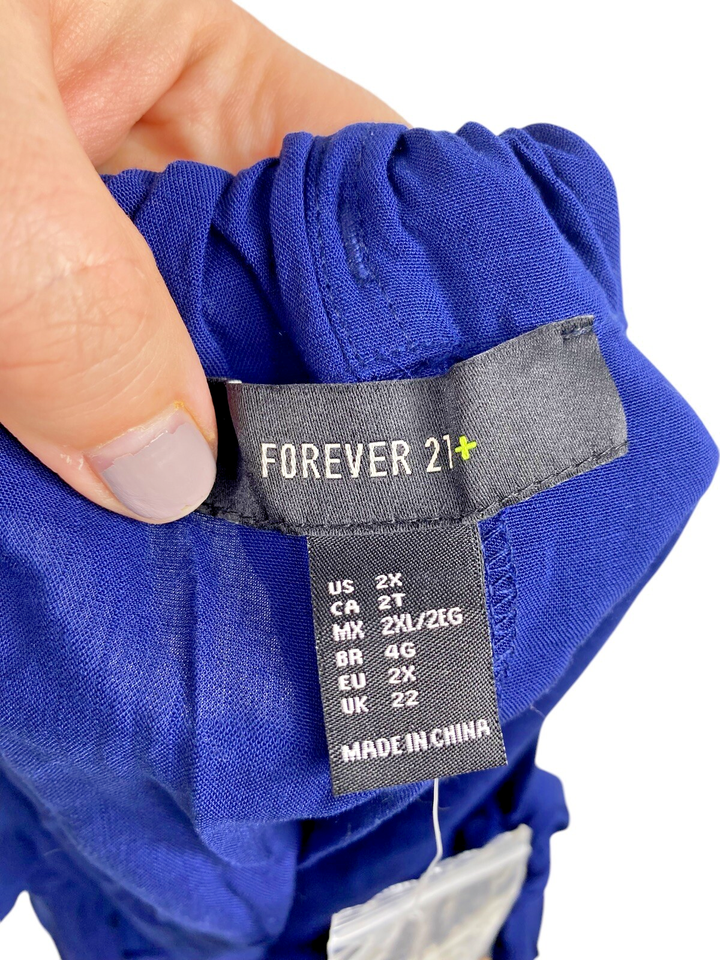 FOREVER 21+
US 2X
CA 2T
MX 2XL/2EG
BR 4G
EU 2X
UK 22
MADE IN CHINA